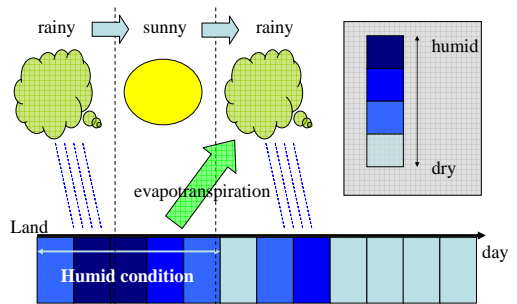 rainy sunny rainy
humid
dry
evapotranspiration
Land
day
Humid condition